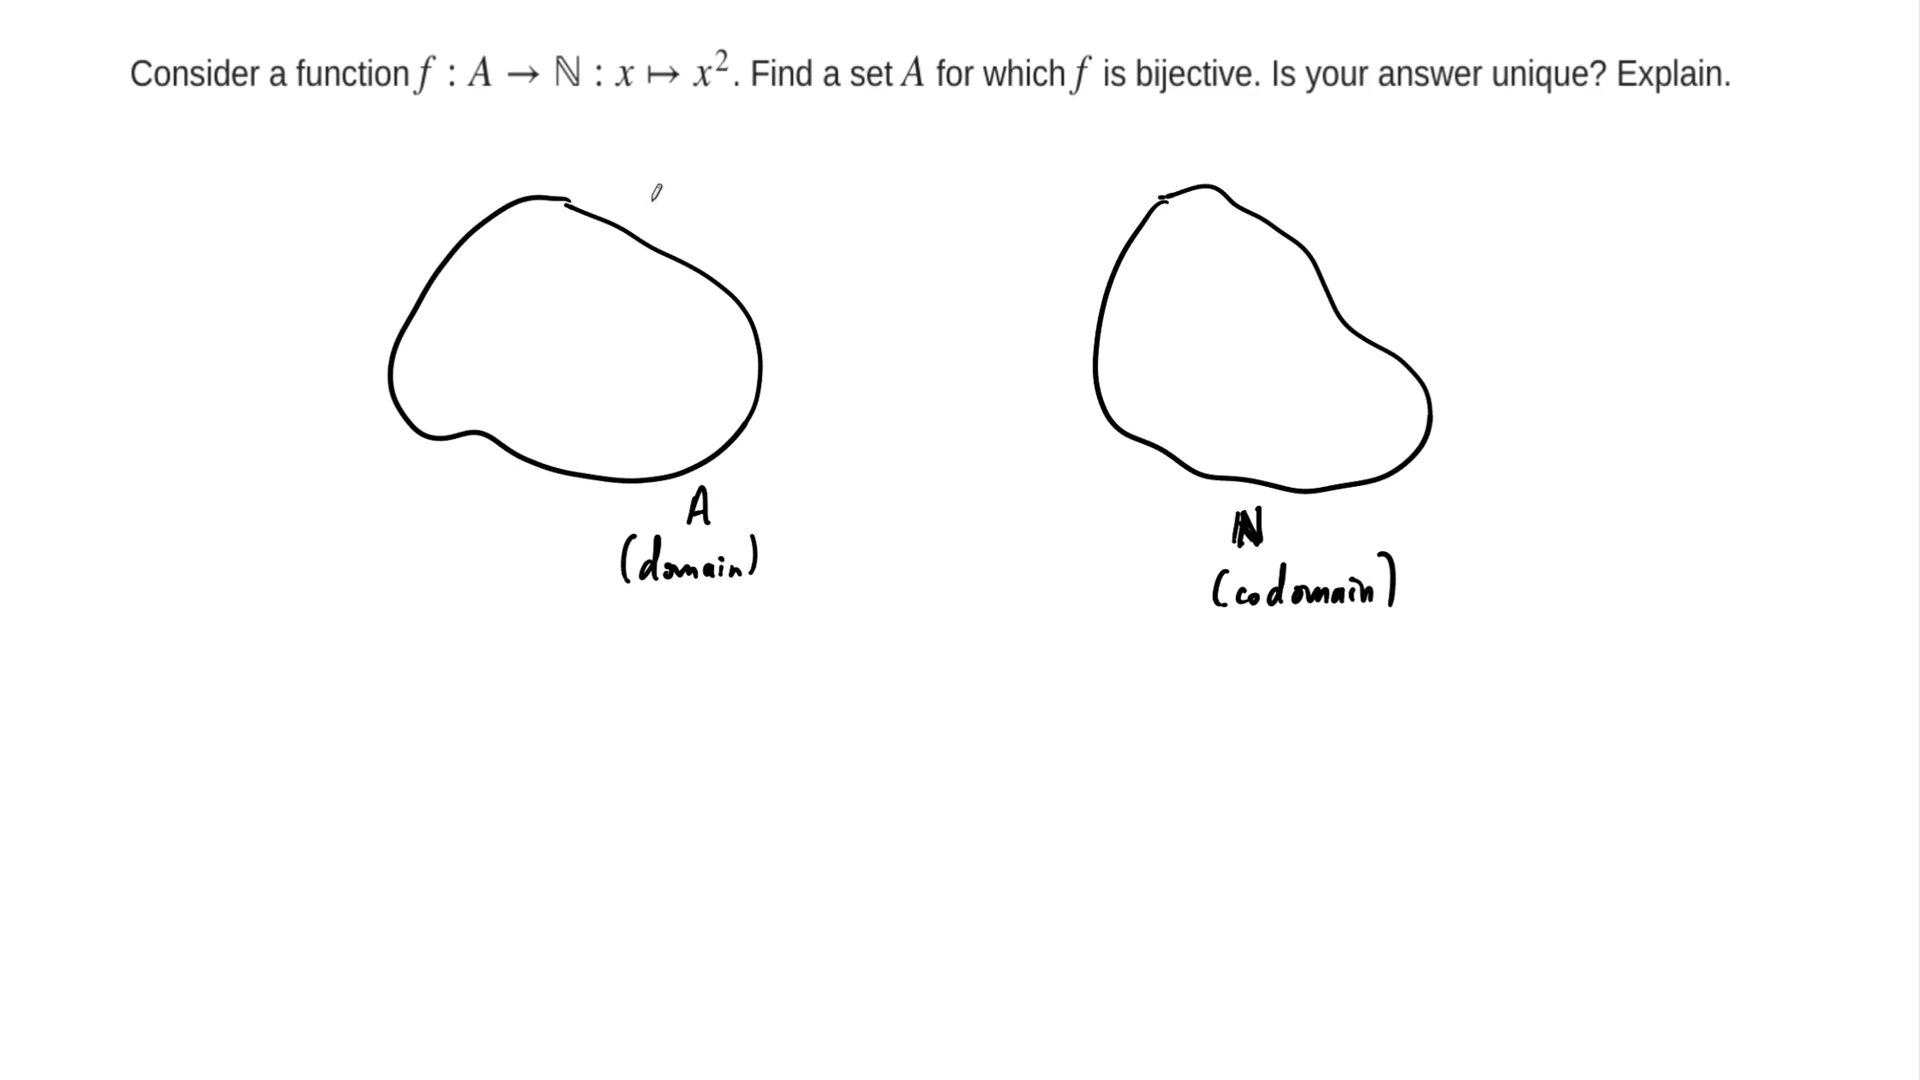 Consider a function f : A → ℕ : x ↦ x². Find a set A for which f is bijective. Is your answer unique? Explain.
A
(domain)
ℕ
(codomain)